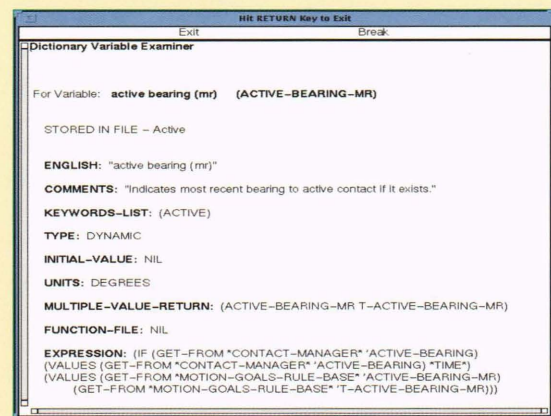 Hit RETURN Key to Exit
Exit Break
Dictionary Variable Examiner
For Variable: active bearing (mr) (ACTIVE-BEARING-MR)
STORED IN FILE - Active
ENGLISH: "active bearing (mr)"
COMMENTS: "Indicates most recent bearing to active contact if it exists."
KEYWORDS-LIST: (ACTIVE)
TYPE: DYNAMIC
INITIAL-VALUE: NIL
UNITS: DEGREES
MULTIPLE-VALUE-RETURN: (ACTIVE-BEARING-MR T-ACTIVE-BEARING-MR)
FUNCTION-FILE: NIL
EXPRESSION: (IF (GET-FROM *CONTACT-MANAGER* 'ACTIVE-BEARING)
(VALUES (GET-FROM *CONTACT-MANAGER* 'ACTIVE-BEARING) *TIME*)
(VALUES (GET-FROM *MOTION-GOALS-RULE-BASE* 'ACTIVE-BEARING-MR)
(GET-FROM *MOTION-GOALS-RULE-BASE* 'T-ACTIVE-BEARING-MR)))